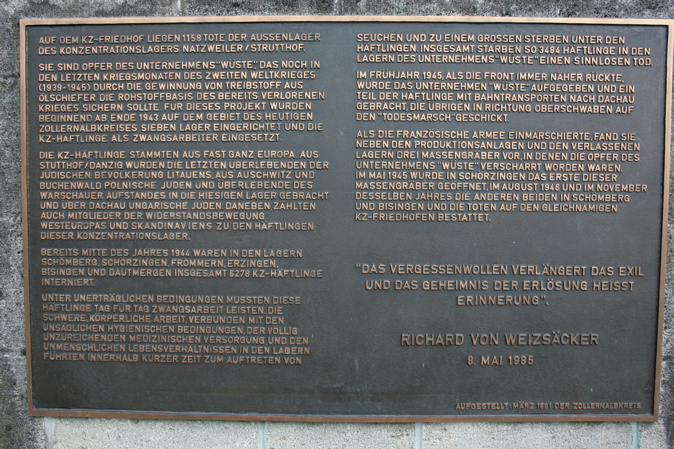 AUF DEM KZ-FRIEDHOF LIEGEN 1158 TOTE DER AUSSENLAGER
DES KONZENTRATIONSLAGERS NATZWEILER/STRUTTHOF.
SIE SIND OPFER DES UNTERNEHMENS "WÜSTE", DAS NOCH IN
DEN LETZTEN KRIEGSMONATEN DES ZWEITEN WELTKRIEGES
(1939-1945) DURCH DIE GEWINNUNG VON TREIBSTOFF AUS
ÖLSCHIEFER DIE ROHSTOFFBASIS DES BEREITS VERLORENEN
KRIEGES SICHERN SOLLTE. FÜR DIESES PROJEKT WURDEN
BEGINNEND AB ENDE 1943 AUF DEM GEBIET DES HEUTIGEN
ZOLLERNALBKREISES SIEBEN LAGER EINGERICHTET UND DIE
KZ-HÄFTLINGE ALS ZWANGSARBEITER EINGESETZT.
DIE KZ-HÄFTLINGE STAMMTEN AUS FAST GANZ EUROPA. AUS
STUTTHOF/DANZIG WURDEN DIE LETZTEN ÜBERLEBENDEN DER
JÜDISCHEN BEVÖLKERUNG LITAUENS, AUS AUSCHWITZ UND
BUCHENWALD POLNISCHE JUDEN UND ÜBERLEBENDE DES
WARSCHAUER AUFSTANDES IN DIE HIESIGEN LAGER GEBRACHT
UND ÜBER DACHAU UNGARISCHE JUDEN. DANEBEN ZÄHLTEN
AUCH MITGLIEDER DER WIDERSTANDSBEWEGUNG
WESTEUROPAS UND SKANDINAVIENS ZU DEN HÄFTLINGEN
DIESER KONZENTRATIONSLAGER.
BEREITS MITTE DES JAHRES 1944 WAREN IN DEN LAGERN
SCHÖMBERG, SCHÖRZINGEN, FROMMERN, ERZINGEN,
BISINGEN UND DAUTMERGEN INSGESAMT 6278 KZ-HÄFTLINGE
INTERNIERT.
UNTER UNERTRÄGLICHEN BEDINGUNGEN MUSSTEN DIESE
HÄFTLINGE TAG FÜR TAG ZWANGSARBEIT LEISTEN. DIE
SCHWERE, KÖRPERLICHE ARBEIT, VERBUNDEN MIT DEN
UNSÄGLICHEN HYGIENISCHEN BEDINGUNGEN, DER VÖLLIG
UNZUREICHENDEN MEDIZINISCHEN VERSORGUNG UND DEN
UNMENSCHLICHEN LEBENSVERHÄLTNISSEN IN DEN LAGERN
FÜHRTEN INNERHALB KURZER ZEIT ZUM AUFTRETEN VON
SEUCHEN UND ZU EINEM GROSSEN STERBEN UNTER DEN
HÄFTLINGEN. INSGESAMT STARBEN SO 3484 HÄFTLINGE IN DEN
LAGERN DES UNTERNEHMENS "WÜSTE" EINEN SINNLOSEN TOD.
IM FRÜHJAHR 1945, ALS DIE FRONT IMMER NÄHER RÜCKTE,
WURDE DAS UNTERNEHMEN "WÜSTE" AUFGEGEBEN UND EIN
TEIL DER HÄFTLINGE MIT BAHNTRANSPORTEN NACH DACHAU
GEBRACHT, DIE ÜBRIGEN IN RICHTUNG OBERSCHWABEN AUF
DEN "TODESMARSCH" GESCHICKT.
ALS DIE FRANZÖSISCHE ARMEE EINMARSCHIERTE, FAND SIE
NEBEN DEN PRODUKTIONSANLAGEN UND DEN VERLASSENEN
LAGERN DREI MASSENGRÄBER VOR, IN DENEN DIE OPFER DES
UNTERNEHMENS "WÜSTE" VERSCHARRT WORDEN WAREN.
IM MAI 1945 WURDE IN SCHÖRZINGEN DAS ERSTE DIESER
MASSENGRÄBER GEÖFFNET, IM AUGUST 1946 UND IM NOVEMBER
DESSELBEN JAHRES DIE ANDEREN BEIDEN IN SCHÖMBERG
UND BISINGEN UND DIE TOTEN AUF DEN GLEICHNAMIGEN
KZ-FRIEDHÖFEN BESTATTET.
"DAS VERGESSENWOLLEN VERLÄNGERT DAS EXIL
UND DAS GEHEIMNIS DER ERLÖSUNG HEISST
ERINNERUNG".
RICHARD VON WEIZSÄCKER
8. MAI 1985
AUFGESTELLT: MÄRZ 1991 DER ZOLLERNALBKREIS